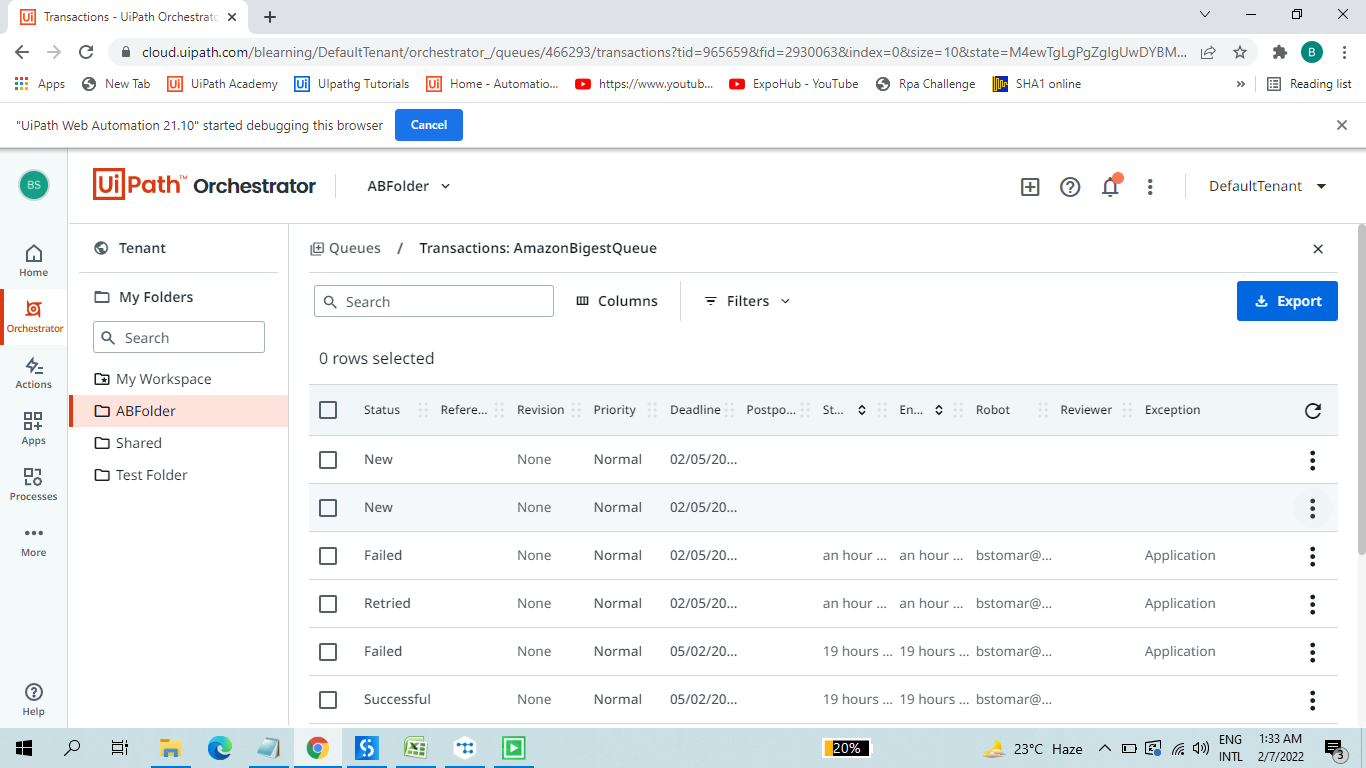 Transactions - UiPath Orchestrato
cloud.uipath.com/blearning/DefaultTenant/orchestrator_/queues/466293/transactions?tid=965659&fid=2930063&index=0&size=10&state=M4ewTgLgPgZglgUwDYBM...
B
Apps New Tab UiPath Academy UIpathg Tutorials Home - Automatio... https://www.youtub... ExpoHub - YouTube Rpa Challenge SHA1 online » Reading list
"UiPath Web Automation 21.10" started debugging this browser Cancel
BS UiPath™ Orchestrator ABFolder DefaultTenant
Tenant Queues / Transactions: AmazonBigestQueue
Home
My Folders Search Columns Filters Export
Orchestrator
Search
0 rows selected
Actions
My Workspace
ABFolder Status Refere... Revision Priority Deadline Postpo... St... En... Robot Reviewer Exception
Apps
Shared
New None Normal 02/05/20...
Test Folder
Processes
New None Normal 02/05/20...
More
Failed None Normal 02/05/20... an hour ... an hour ... bstomar@... Application
Retried None Normal 02/05/20... an hour ... an hour ... bstomar@... Application
Failed None Normal 05/02/20... 19 hours ... 19 hours ... bstomar@... Application
Successful None Normal 05/02/20... 19 hours ... 19 hours ... bstomar@...
Help
20% 23°C Haze ENG INTL 1:33 AM 2/7/2022 3